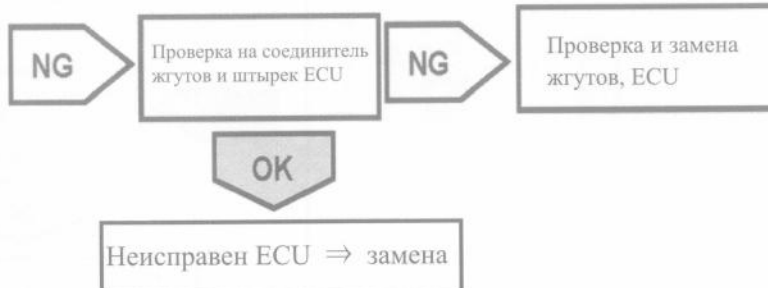 NG
Проверка на соединитель
жгутов и штырек ECU
NG
Проверка и замена
жгутов, ECU
OK
Неисправен ECU ⇒ замена